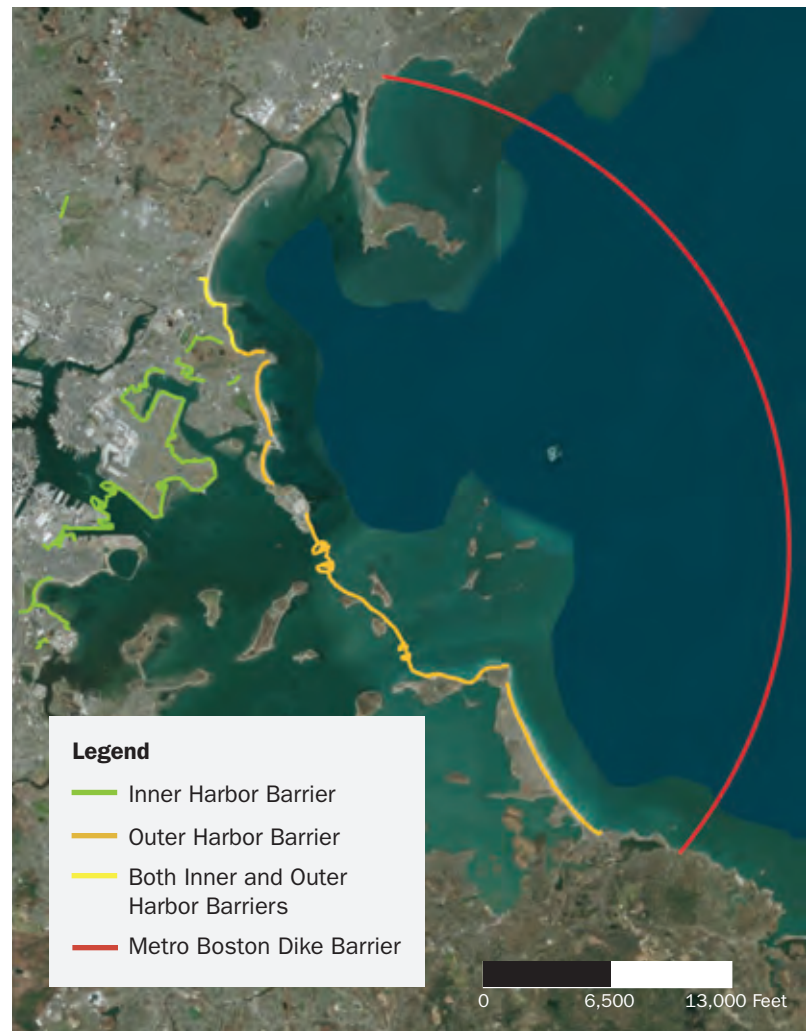 Legend
Inner Harbor Barrier
Outer Harbor Barrier
Both Inner and Outer
Harbor Barriers
Metro Boston Dike Barrier
0 6,500 13,000 Feet